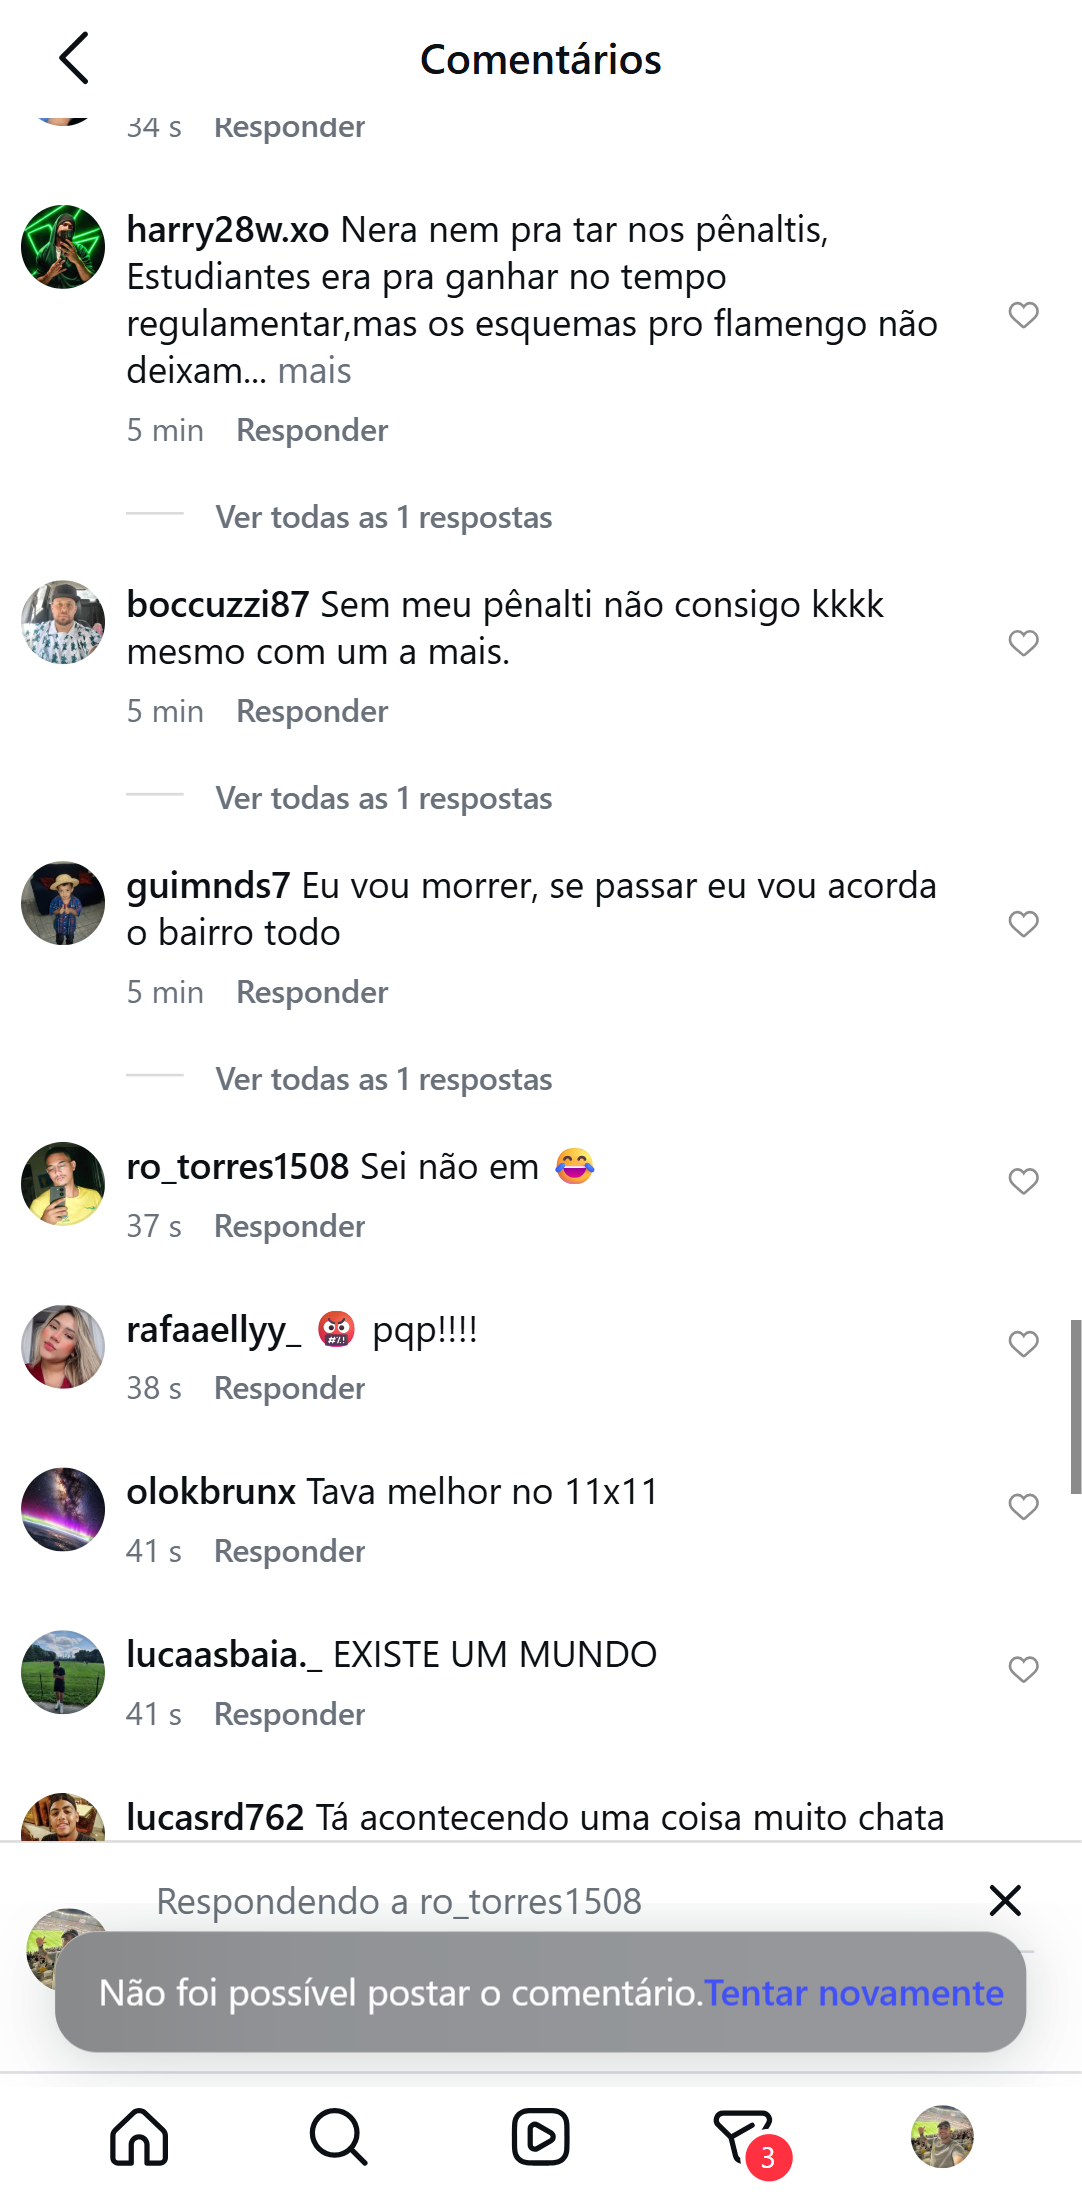 Comentários
34 s Responder
harry28w.xo Nera nem pra tar nos pênaltis,
Estudiantes era pra ganhar no tempo
regulamentar,mas os esquemas pro flamengo não
deixam... mais
5 min Responder
Ver todas as 1 respostas
boccuzzi87 Sem meu pênalti não consigo kkkk
mesmo com um a mais.
5 min Responder
Ver todas as 1 respostas
guimnds7 Eu vou morrer, se passar eu vou acorda
o bairro todo
5 min Responder
Ver todas as 1 respostas
ro_torres1508 Sei não em 😂
37 s Responder
rafaaellyy_ 🤬 pqp!!!!
38 s Responder
olokbrunx Tava melhor no 11x11
41 s Responder
lucaasbaia._ EXISTE UM MUNDO
41 s Responder
lucasrd762 Tá acontecendo uma coisa muito chata
Respondendo a ro_torres1508
Não foi possível postar o comentário.Tentar novamente
3